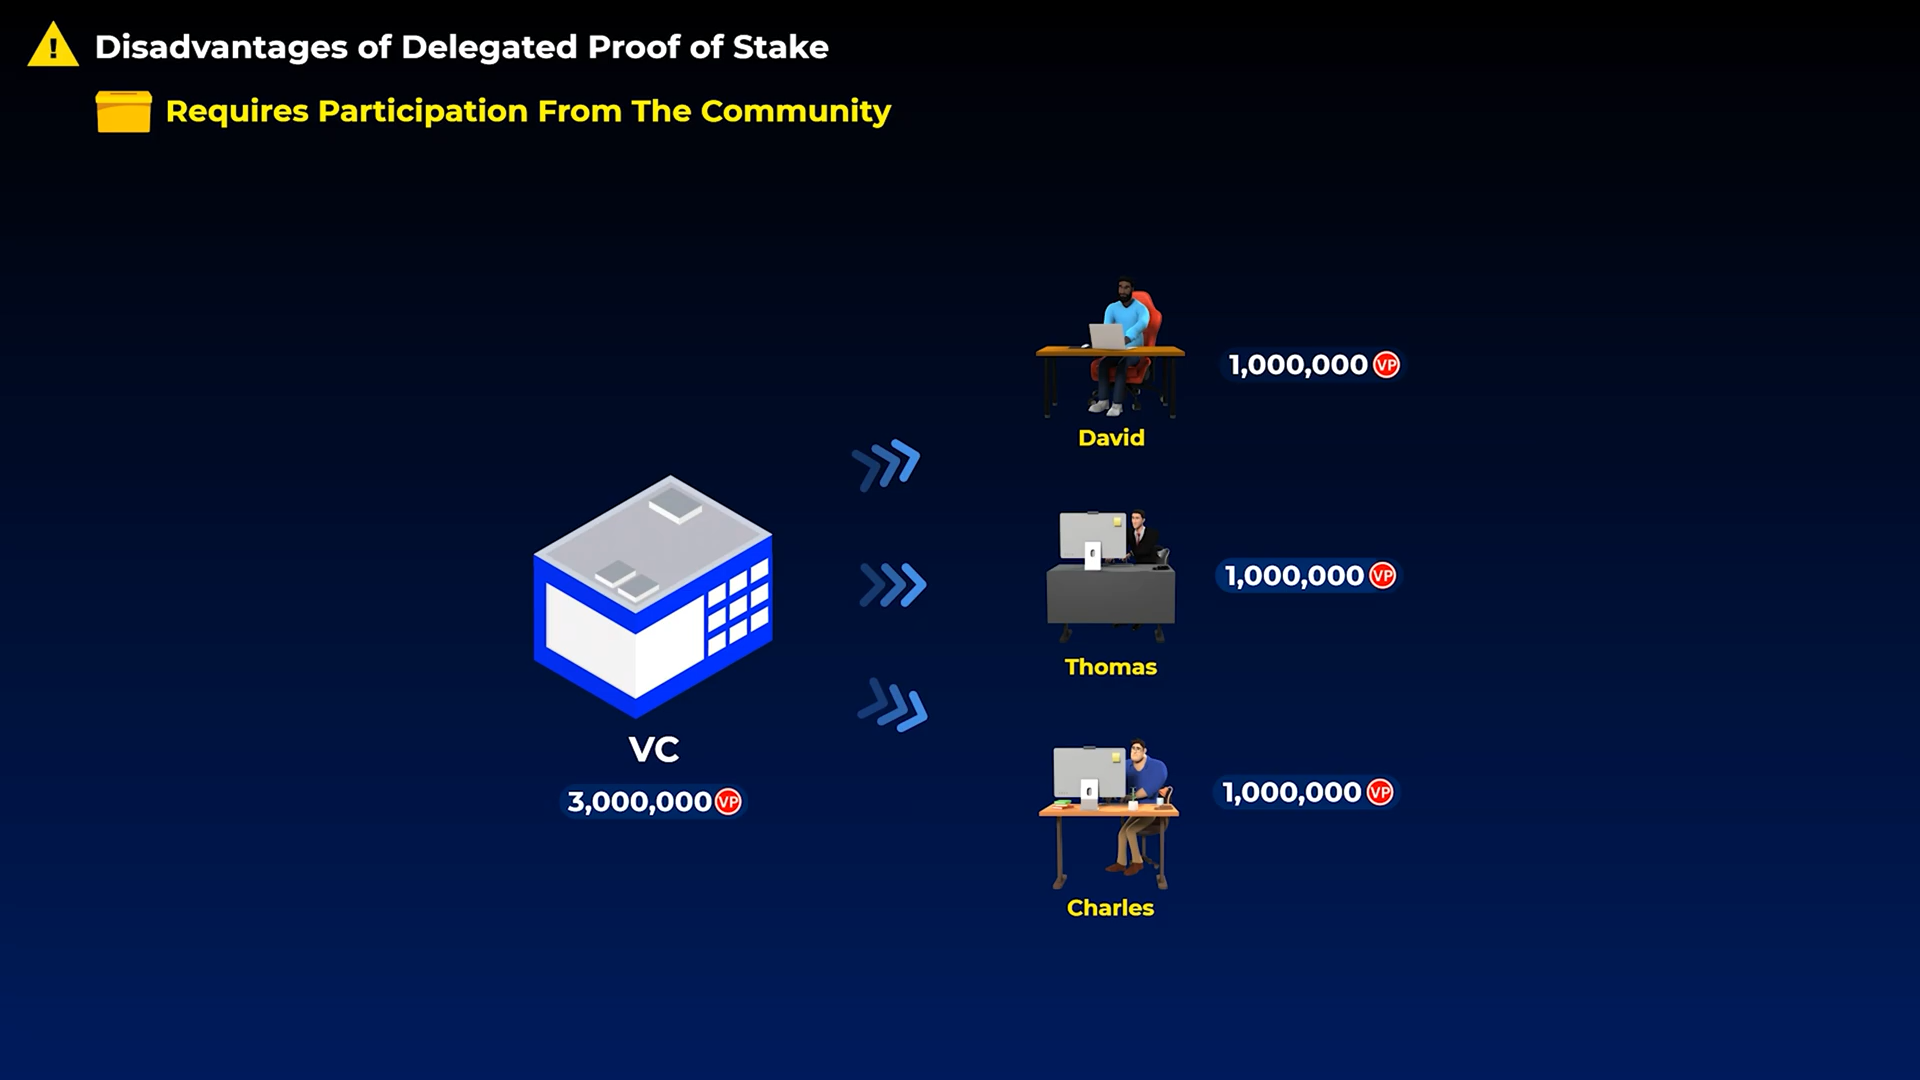 Disadvantages of Delegated Proof of Stake
Requires Participation From The Community
1,000,000 VP
David
1,000,000 VP
Thomas
VC
3,000,000 VP
1,000,000 VP
Charles